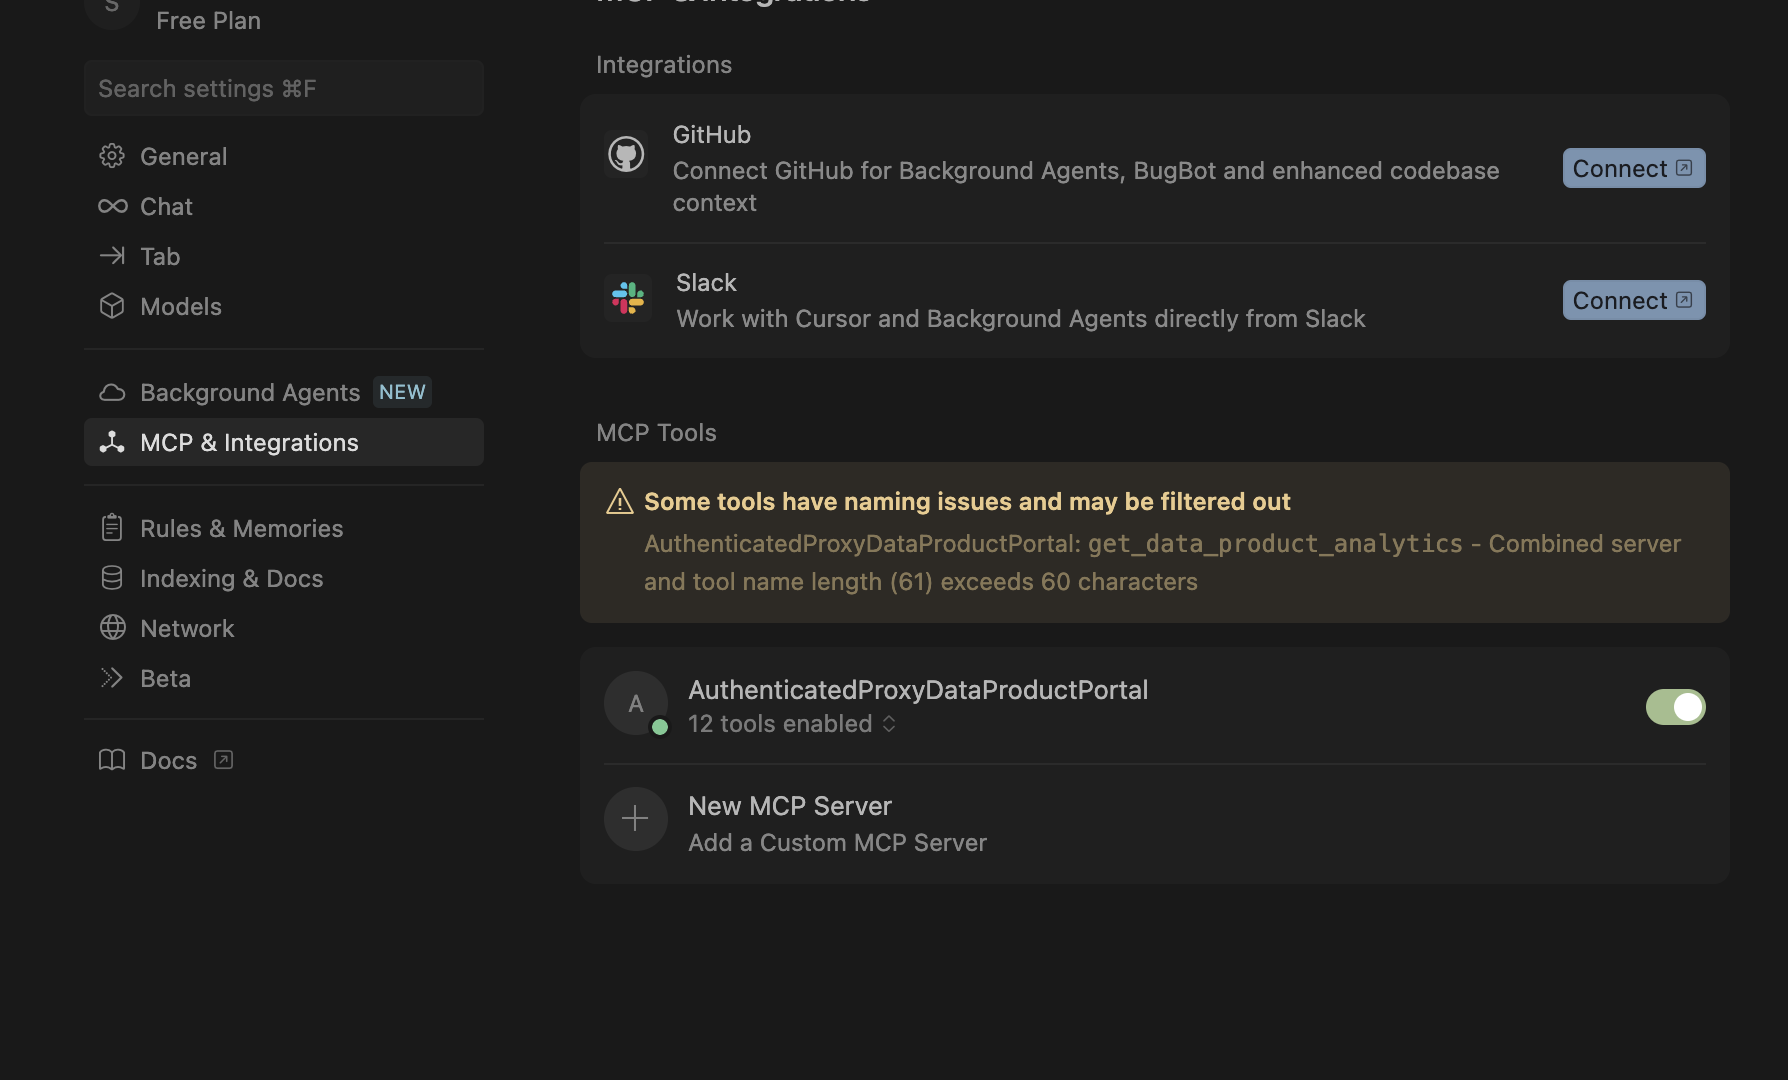 S
Free Plan
Search settings ⌘F
General
Chat
Tab
Models
Background Agents NEW
MCP & Integrations
Rules & Memories
Indexing & Docs
Network
Beta
Docs
MCP & Integrations
Integrations
GitHub
Connect GitHub for Background Agents, BugBot and enhanced codebase
context
Connect
Slack
Work with Cursor and Background Agents directly from Slack
Connect
MCP Tools
Some tools have naming issues and may be filtered out
AuthenticatedProxyDataProductPortal: get_data_product_analytics - Combined server
and tool name length (61) exceeds 60 characters
A
AuthenticatedProxyDataProductPortal
12 tools enabled
New MCP Server
Add a Custom MCP Server